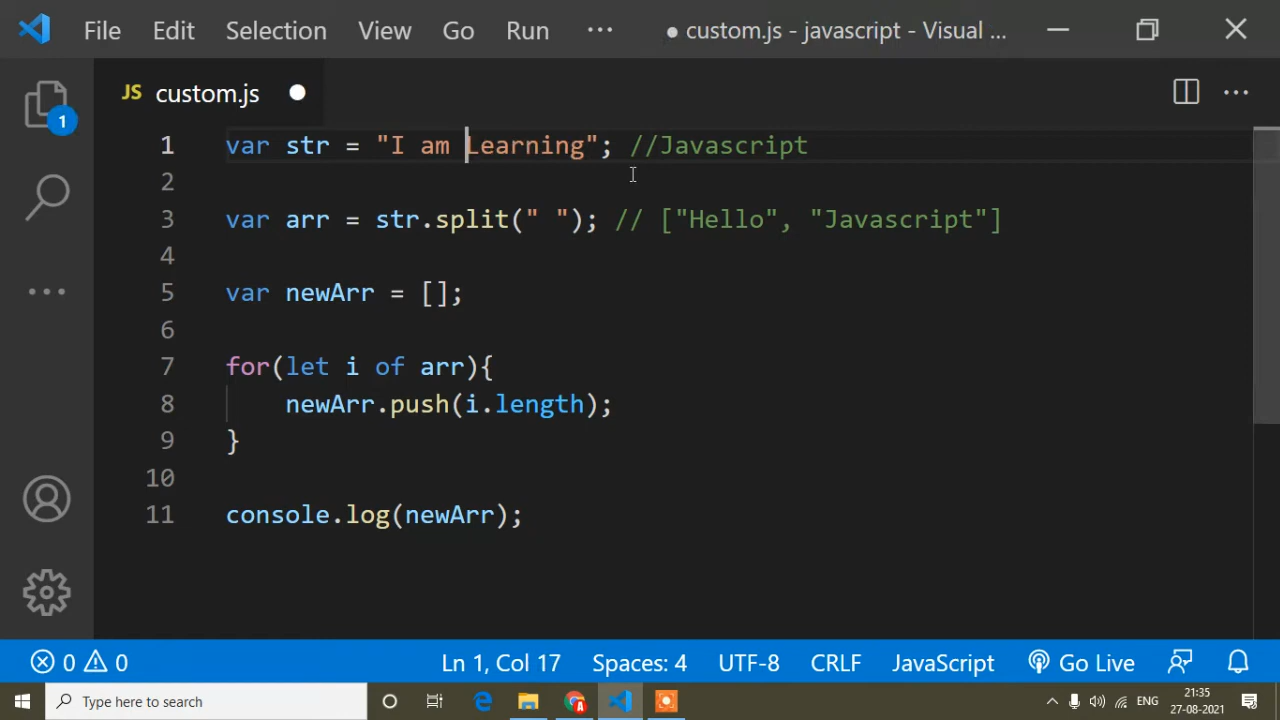 File Edit Selection View Go Run ··· ● custom.js - javascript - Visual ...
JS custom.js ●
1
1 var str = "I am Learning"; //Javascript
2
3 var arr = str.split(" "); // ["Hello", "Javascript"]
4
5 var newArr = [];
6
7 for(let i of arr){
8 newArr.push(i.length);
9 }
10
11 console.log(newArr);
0 0 Ln 1, Col 17 Spaces: 4 UTF-8 CRLF JavaScript Go Live
Type here to search A ENG 21:35
27-08-2021